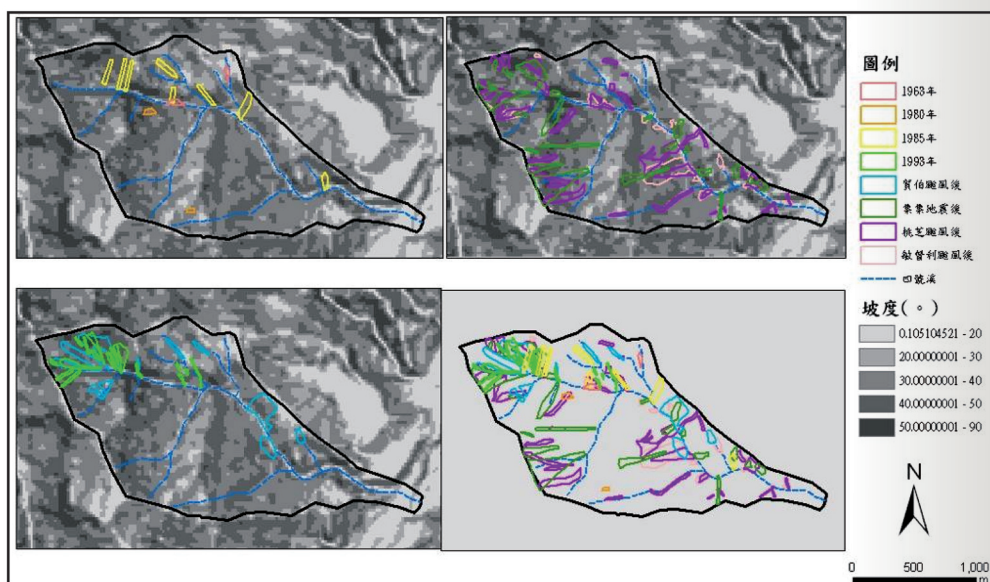 圖例
1963年
1980年
1985年
1993年
賀伯颱風後
集集地震後
桃芝颱風後
敏督利颱風後
四號溪
坡度(°)
0.105104521 - 20
20.00000001 - 30
30.00000001 - 40
40.00000001 - 50
50.00000001 - 90
N
0 500 1,000
m